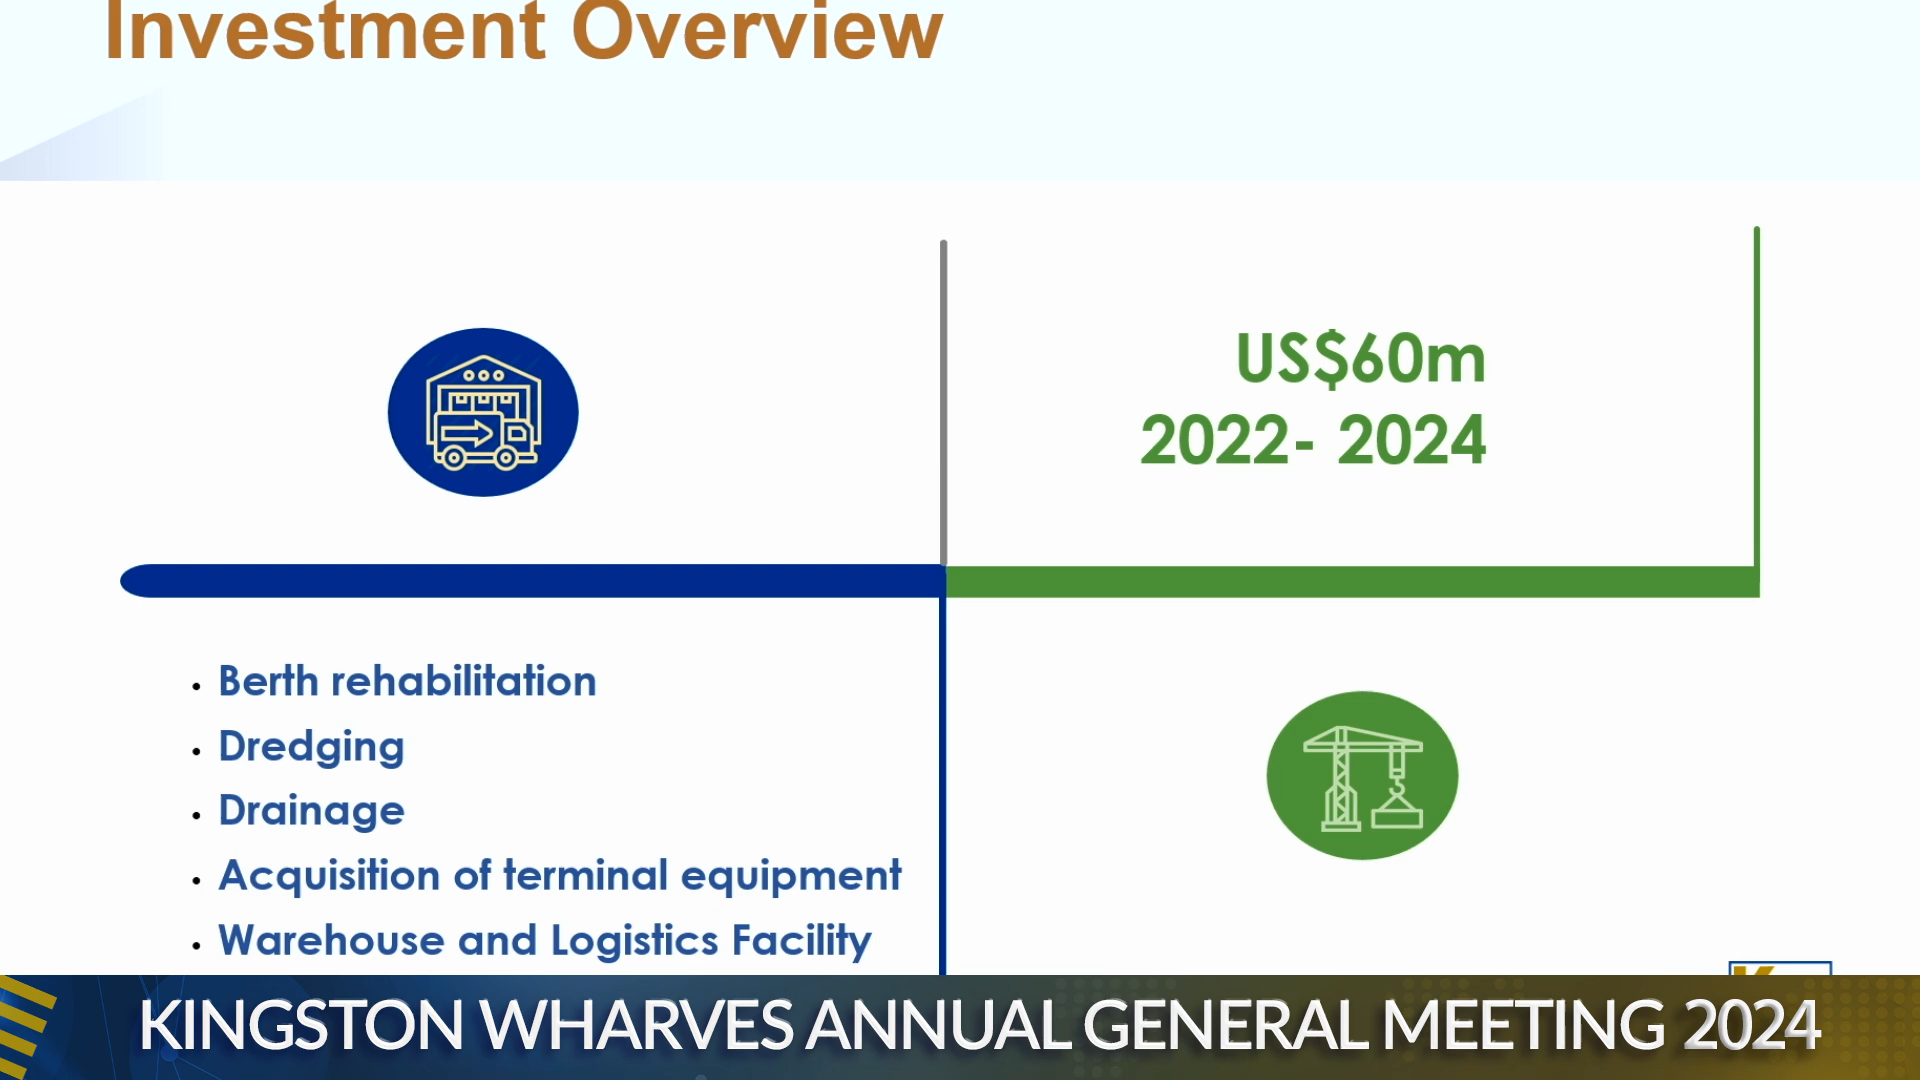 Investment Overview
US$60m
2022- 2024
• Berth rehabilitation
• Dredging
• Drainage
• Acquisition of terminal equipment
• Warehouse and Logistics Facility
KINGSTON WHARVES ANNUAL GENERAL MEETING 2024